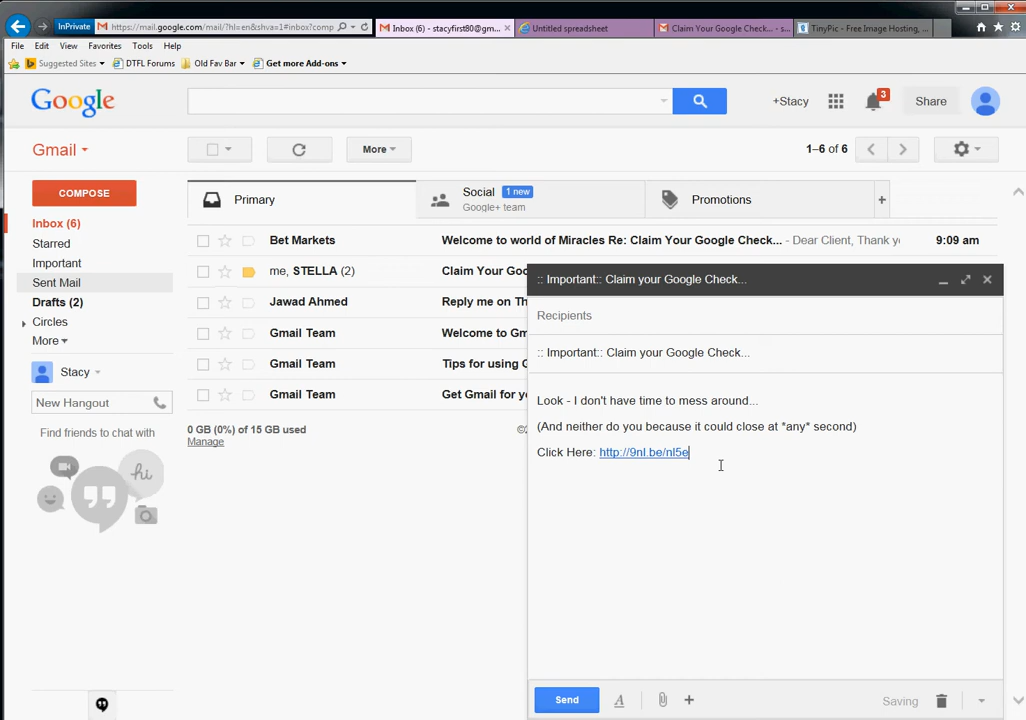 InPrivate https://mail.google.com/mail/?hl=en&shva=1#inbox?comp Inbox (6) - stacyfirst80@gm... × Untitled spreadsheet Claim Your Google Check... - s... TinyPic - Free Image Hosting, ...
File Edit View Favorites Tools Help
Suggested Sites DTFL Forums Old Fav Bar Get more Add-ons
Google +Stacy 3 Share
Gmail More 1–6 of 6
COMPOSE
Primary Social 1 new Promotions +
Google+ team
Inbox (6)
Starred
Important
Sent Mail
Drafts (2)
Circles
More
Stacy
New Hangout
Find friends to chat with
hi
Bet Markets Welcome to world of Miracles Re: Claim Your Google Check... - Dear Client, Thank yo 9:09 am
me, STELLA (2) Claim Your Goo
Jawad Ahmed Reply me on Th
Gmail Team Welcome to Gm
Gmail Team Tips for using G
Gmail Team Get Gmail for yo
0 GB (0%) of 15 GB used ©2
Manage
:: Important:: Claim your Google Check...
Recipients
:: Important:: Claim your Google Check...
Look - I don't have time to mess around...
(And neither do you because it could close at *any* second)
Click Here: http://9nl.be/nl5e
Send A + Saving